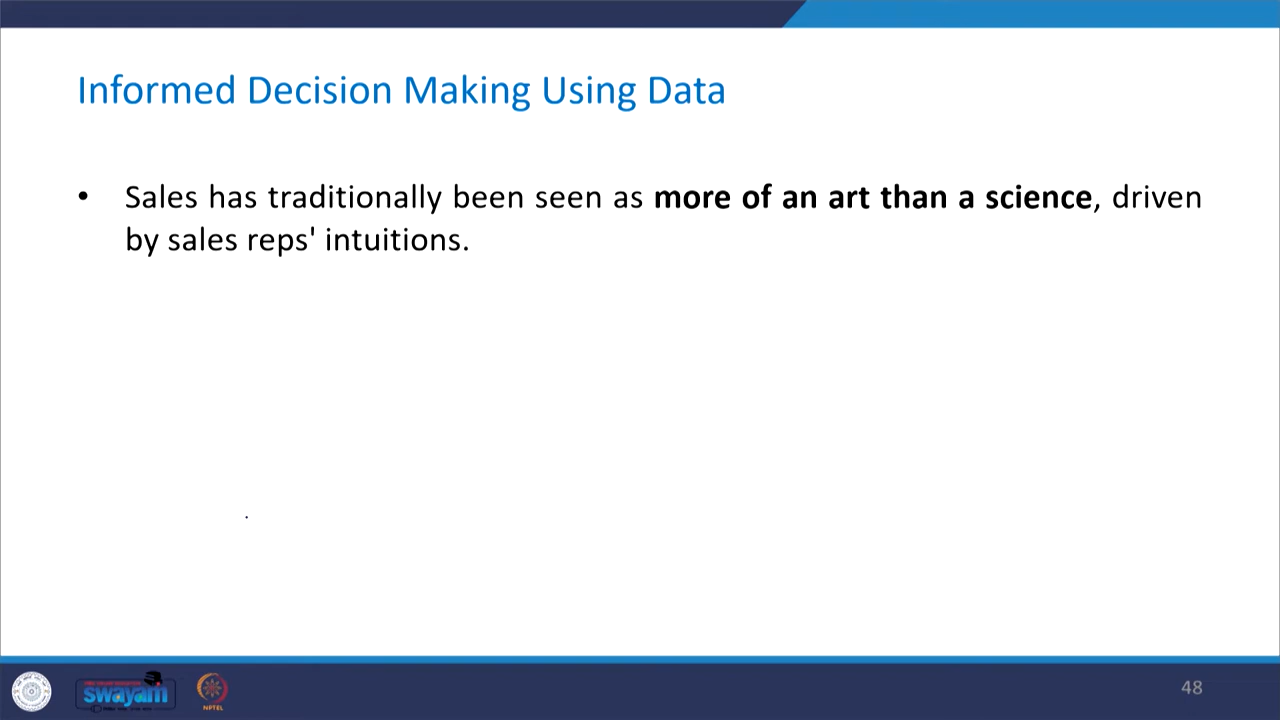 Informed Decision Making Using Data
• Sales has traditionally been seen as more of an art than a science, driven
by sales reps' intuitions.
swayam
NPTEL
48